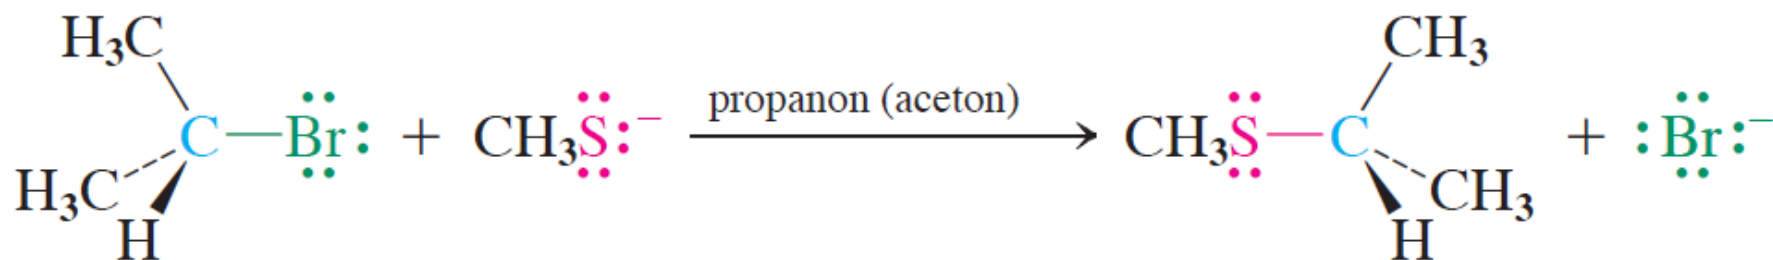 H₃C
H₃C
H
C—Br: + CH₃S:⁻
propanon (aceton)
CH₃S—C
CH₃
CH₃
H
+ :Br:⁻